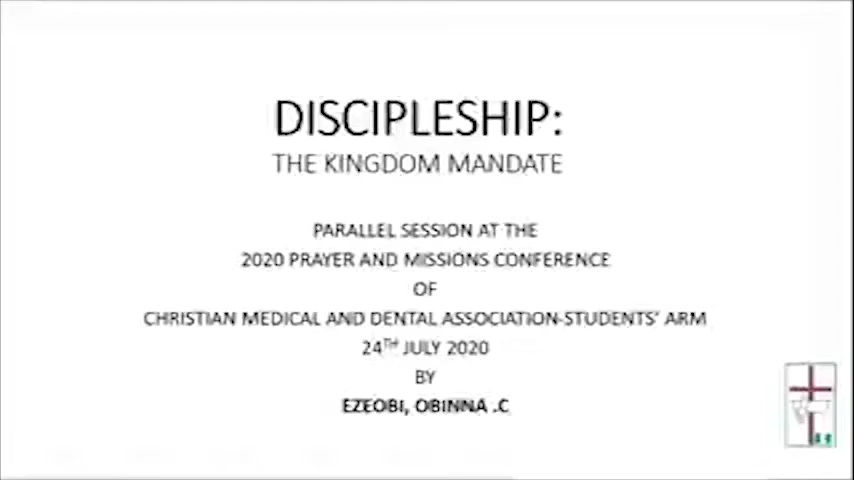 DISCIPLESHIP:
THE KINGDOM MANDATE
PARALLEL SESSION AT THE
2020 PRAYER AND MISSIONS CONFERENCE
OF
CHRISTIAN MEDICAL AND DENTAL ASSOCIATION-STUDENTS' ARM
24TH JULY 2020
BY
EZEOBI, OBINNA .C